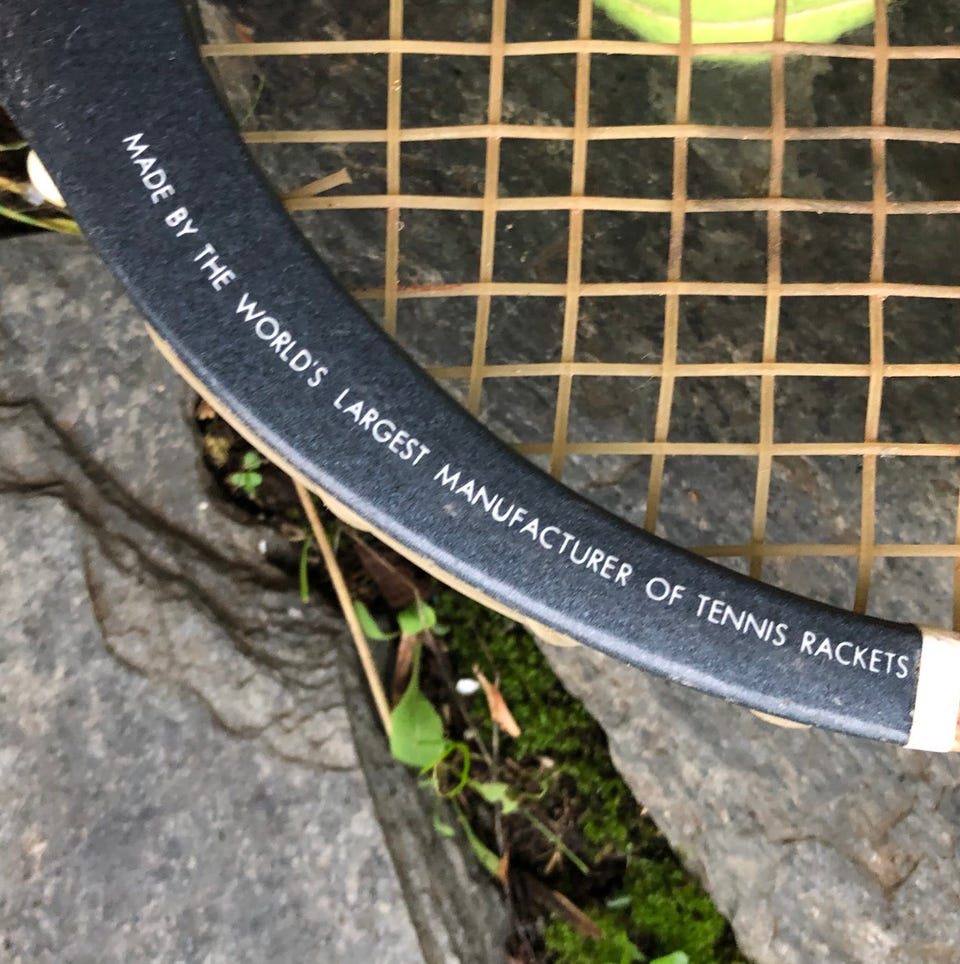 MADE BY THE WORLD'S LARGEST MANUFACTURER OF TENNIS RACKETS